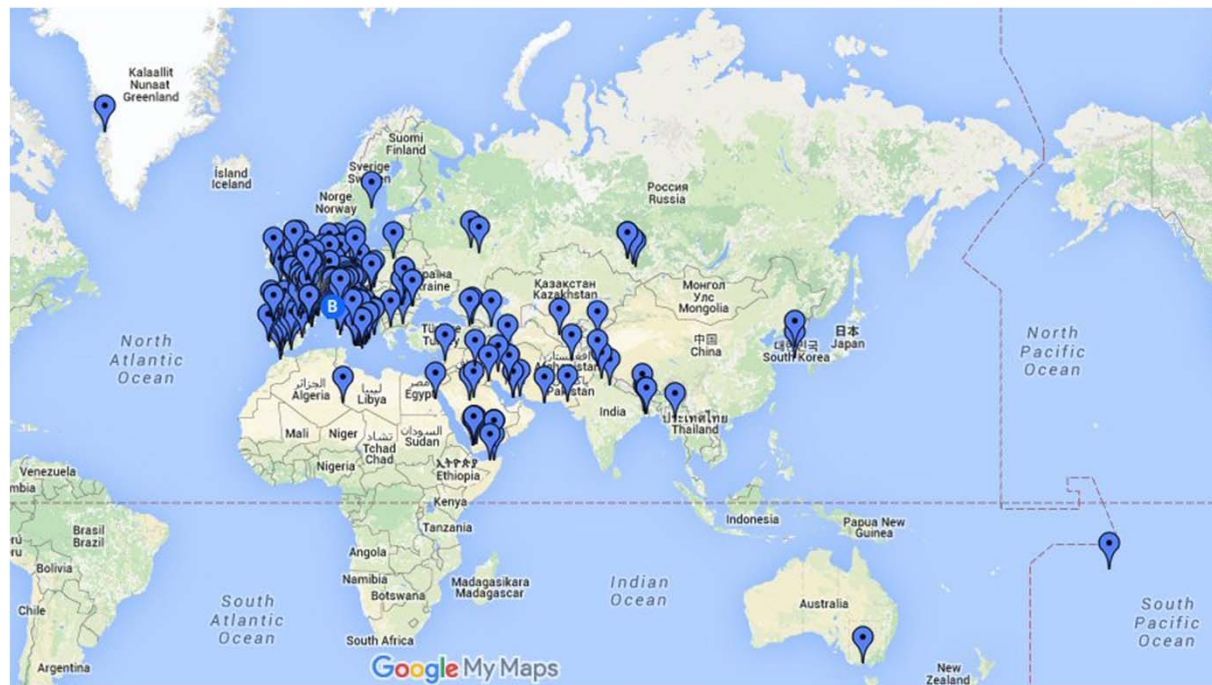 Kalaallit
Nunaat
Greenland
Ísland
Iceland
Suomi
Finland
Sverige
Norge
Norway
Россия
Russia
Україна
Ukraine
Қазақстан
Kazakhstan
Монгол
Улс
Mongolia
中国
China
日本
Japan
South Korea
North
Atlantic
Ocean
North
Pacific
Ocean
الجزائر
Algeria
ليبيا
Libya
مصر
Egypt
Pakistan
India
ประเทศไทย
Thailand
Mali
Niger
تشاد
Tchad
Chad
السودان
Sudan
Nigeria
ኢትዮጵያ
Ethiopia
Kenya
Tanzania
Venezuela
Brasil
Brazil
Bolivia
Chile
Argentina
Angola
Namibia
Botswana
South Africa
Madagasikara
Madagascar
Indonesia
Papua New
Guinea
Australia
New
Zealand
South
Atlantic
Ocean
Indian
Ocean
South
Pacific
Ocean
B
Google My Maps